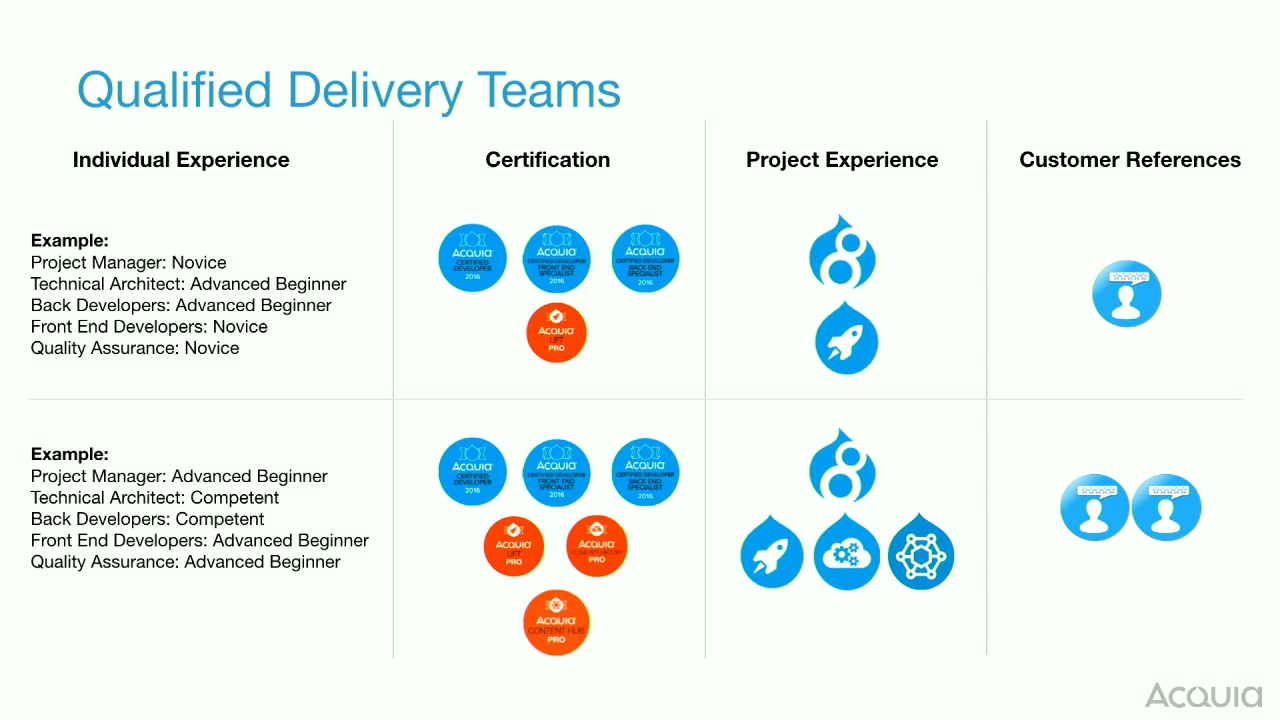 Qualified Delivery Teams
Individual Experience
Certification
Project Experience
Customer References
Example:
Project Manager: Novice
Technical Architect: Advanced Beginner
Back Developers: Advanced Beginner
Front End Developers: Novice
Quality Assurance: Novice
ACQUIA
CERTIFIED
DEVELOPER
2016
ACQUIA
CERTIFIED DEVELOPER
FRONT END
SPECIALIST
2016
ACQUIA
CERTIFIED DEVELOPER
BACK END
SPECIALIST
2016
ACQUIA
LIFT
PRO
8
Example:
Project Manager: Advanced Beginner
Technical Architect: Competent
Back Developers: Competent
Front End Developers: Advanced Beginner
Quality Assurance: Advanced Beginner
ACQUIA
CERTIFIED
DEVELOPER
2016
ACQUIA
CERTIFIED DEVELOPER
FRONT END
SPECIALIST
2016
ACQUIA
CERTIFIED DEVELOPER
BACK END
SPECIALIST
2016
ACQUIA
LIFT
PRO
ACQUIA
CLOUD SITE FACTORY
PRO
ACQUIA
CONTENT HUB
PRO
8
ACQUIA